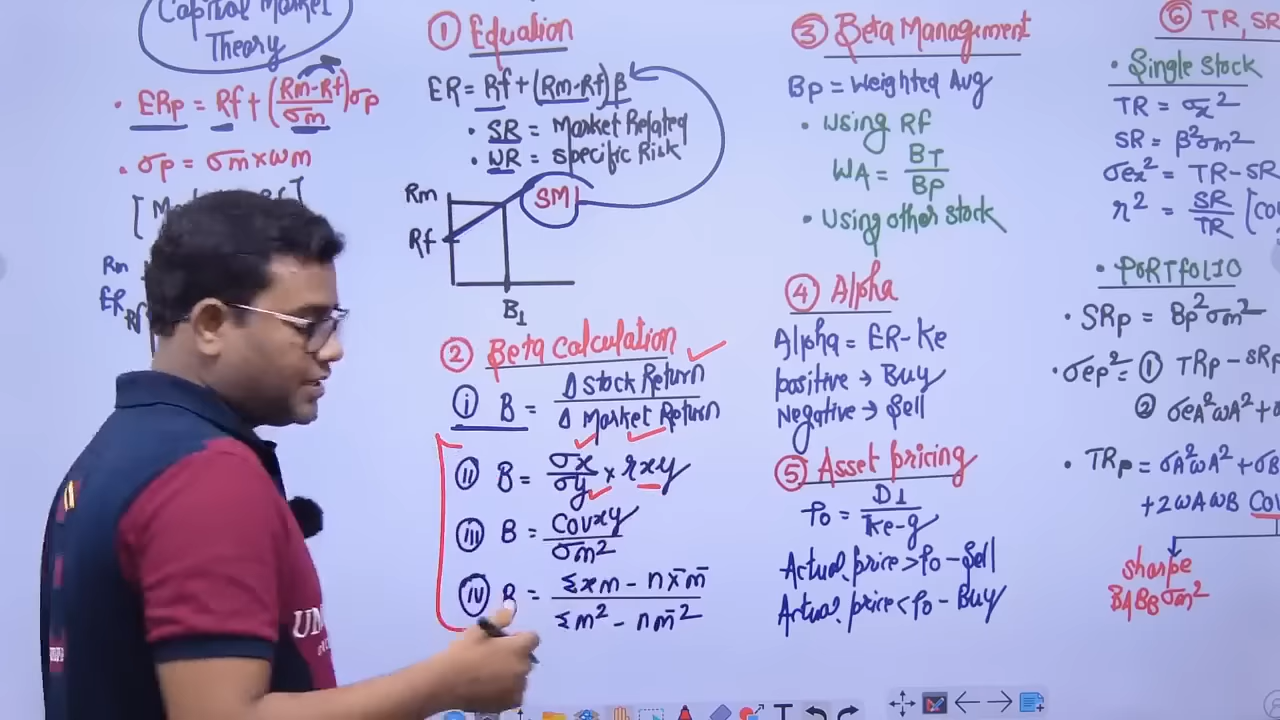 Capital Market
Theory
• ERp = Rf + (Rm-Rf/σm)σp
• σp = σm×ωm
Rm
ER
Rf
① Equation
ER = Rf + (Rm-Rf) β
• SR = Market Related
• UR = Specific Risk
Rm
SMl
Rf
B1
② Beta Calculation
ⅰ B = Δ Stock Return / Δ Market Return
ⅱ B = σx/σy × rxy
ⅲ B = Covxy/σm²
ⅳ B = Σxm - nx̄m̄ / Σm² - nm̄²
③ Beta Management
Bp = Weighted Avg
• Using RF
WA = BT/BP
• Using other stock
④ Alpha
Alpha = ER - Ke
positive → Buy
Negative → Sell
⑤ Asset pricing
Po = D1/Ke-g
Actual price > Po - Sell
Actual price < Po - Buy
⑥ TR, SR
• Single Stock
TR = σx²
SR = β²σm²
σex² = TR - SR
r² = SR/TR
• PORTfOLIO
• SRp = Bp²σm²
• σep² = ① TRp - SRp
② σeA²ωA² +
• TRp = σA²ωA² + σB
+2ωAωB Cov
sharpe
BABBσm²